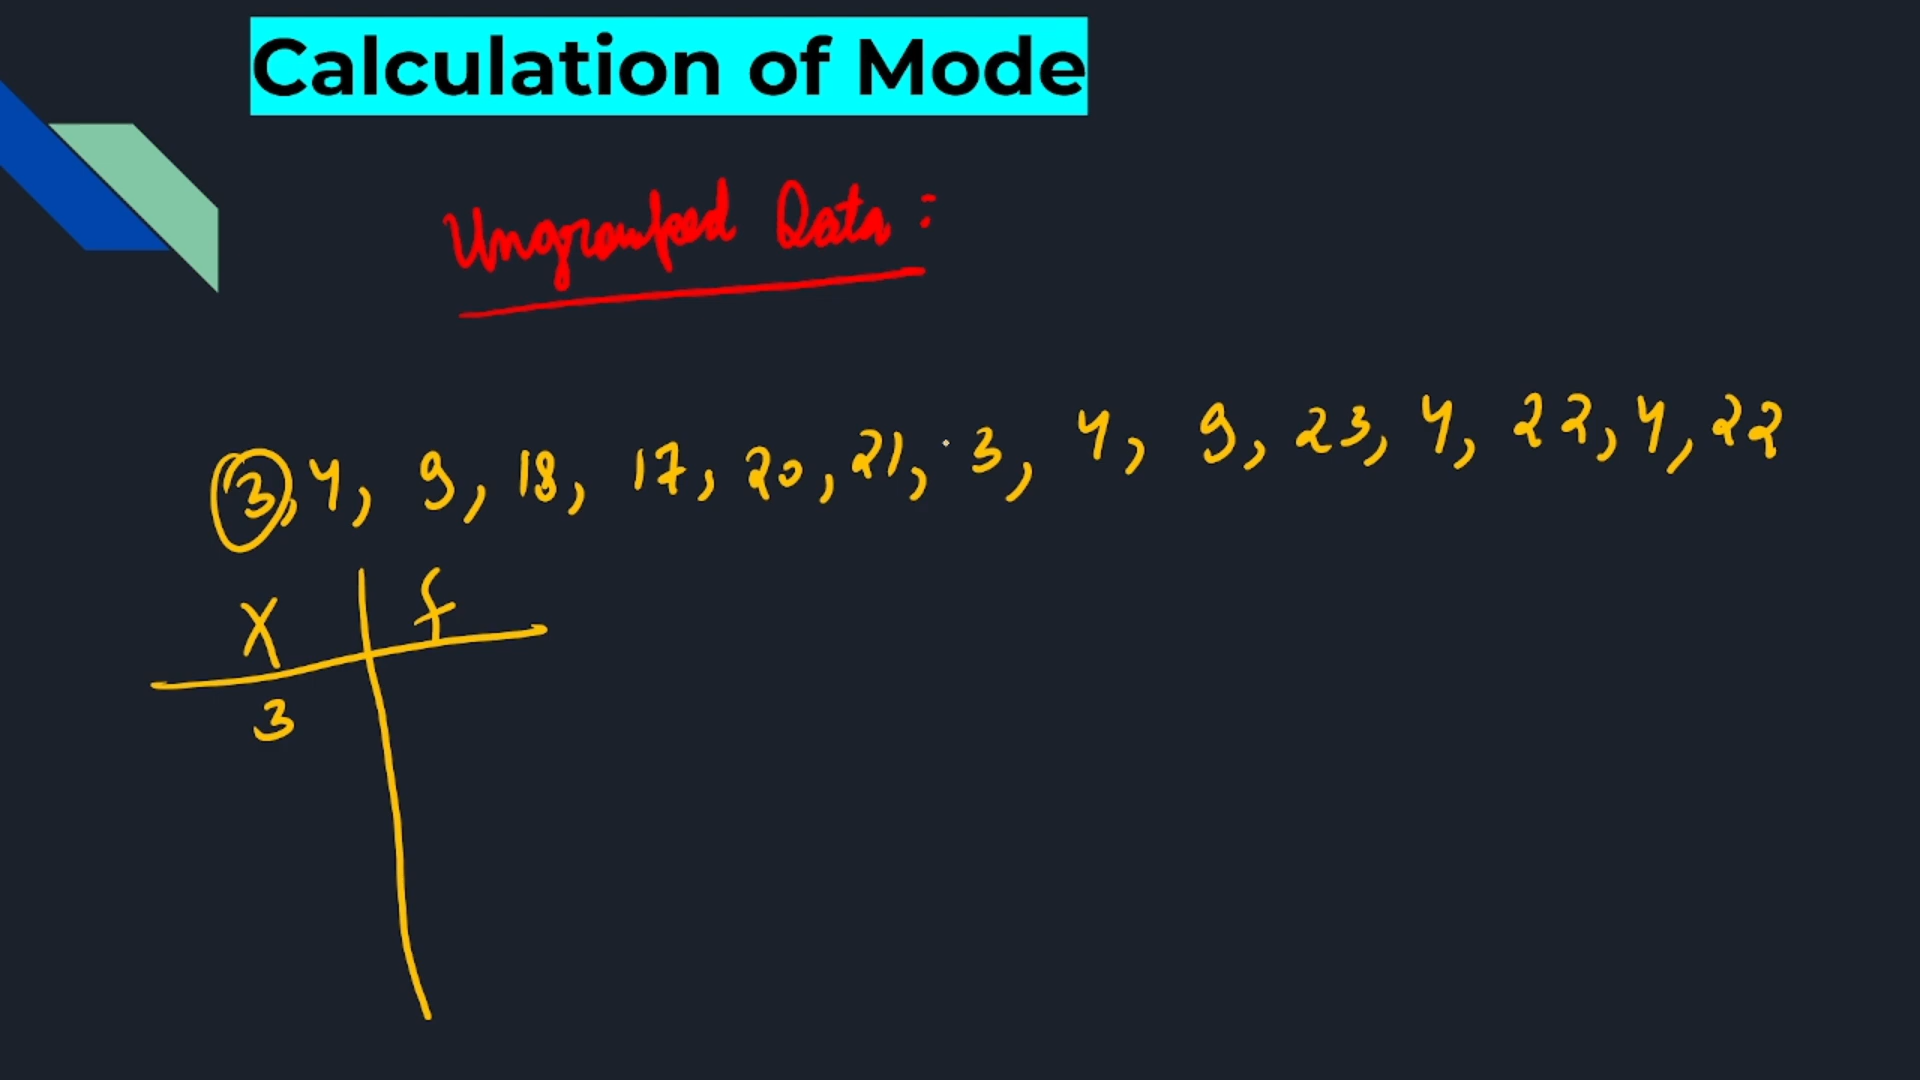 Calculation of Mode
Ungrouped Data:
3, 4, 9, 18, 17, 20, 21, 3, 4, 9, 23, 4, 22, 4, 22
X f
3